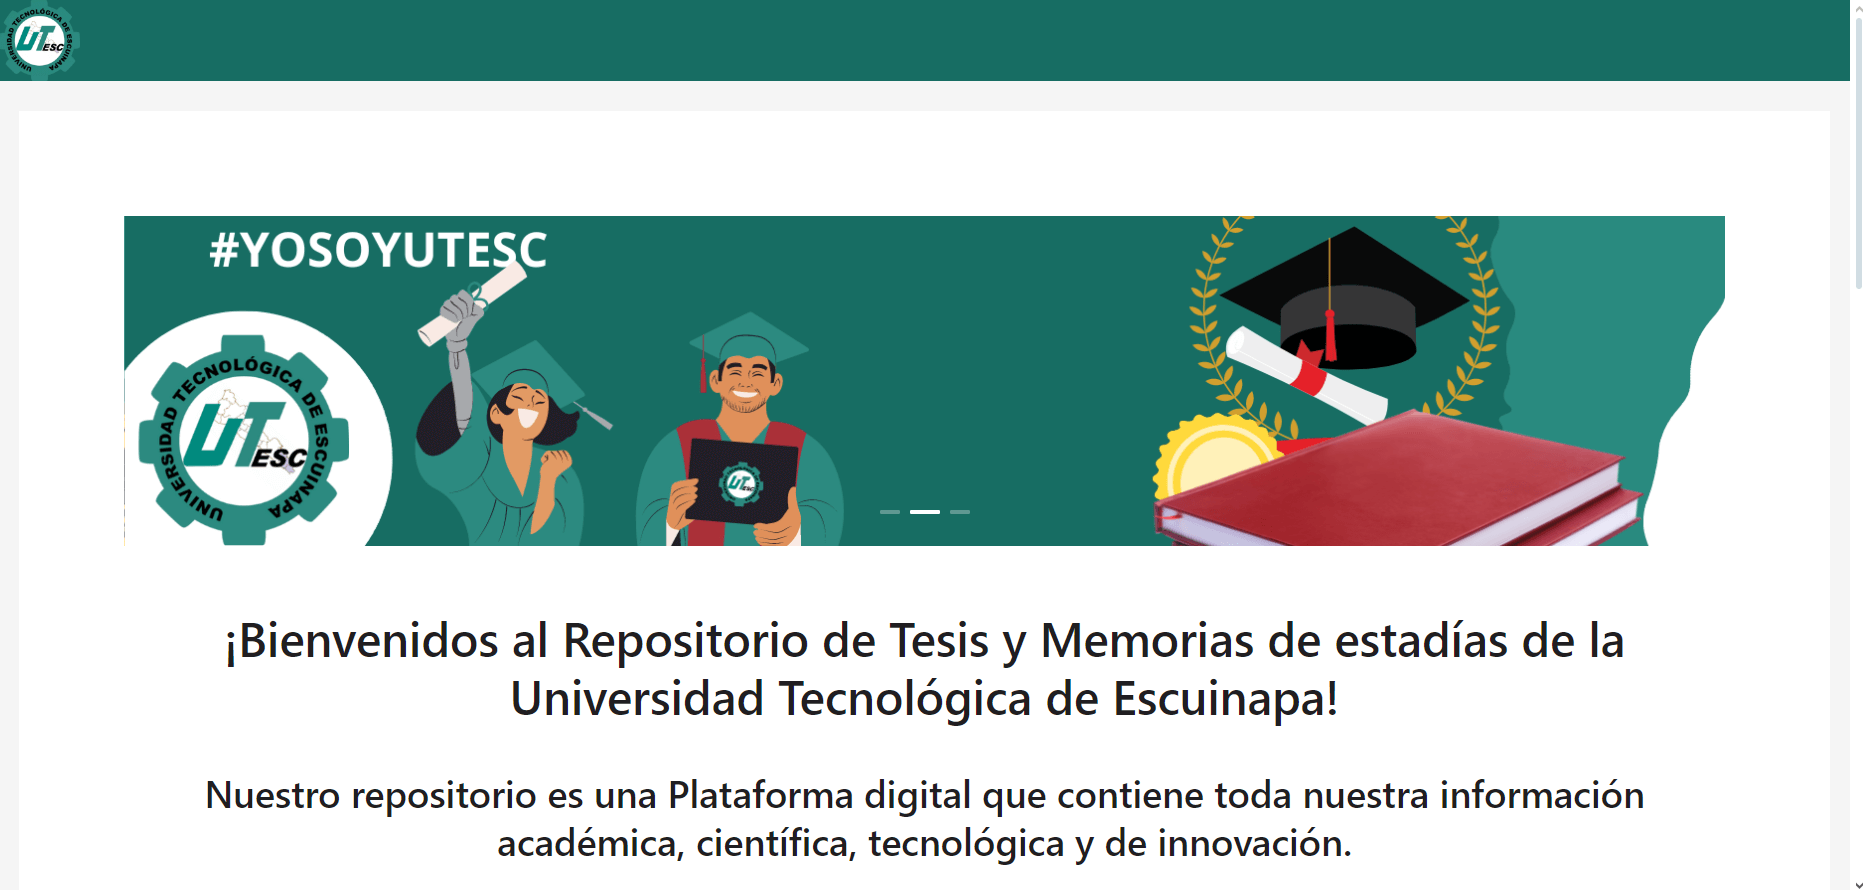 UNIVERSIDAD TECNOLÓGICA DE ESCUINAPA
UTESC
#YOSOYUTESC
UNIVERSIDAD TECNOLÓGICA DE ESCUINAPA
UTESC
UTESC
¡Bienvenidos al Repositorio de Tesis y Memorias de estadías de la
Universidad Tecnológica de Escuinapa!
Nuestro repositorio es una Plataforma digital que contiene toda nuestra información
académica, científica, tecnológica y de innovación.